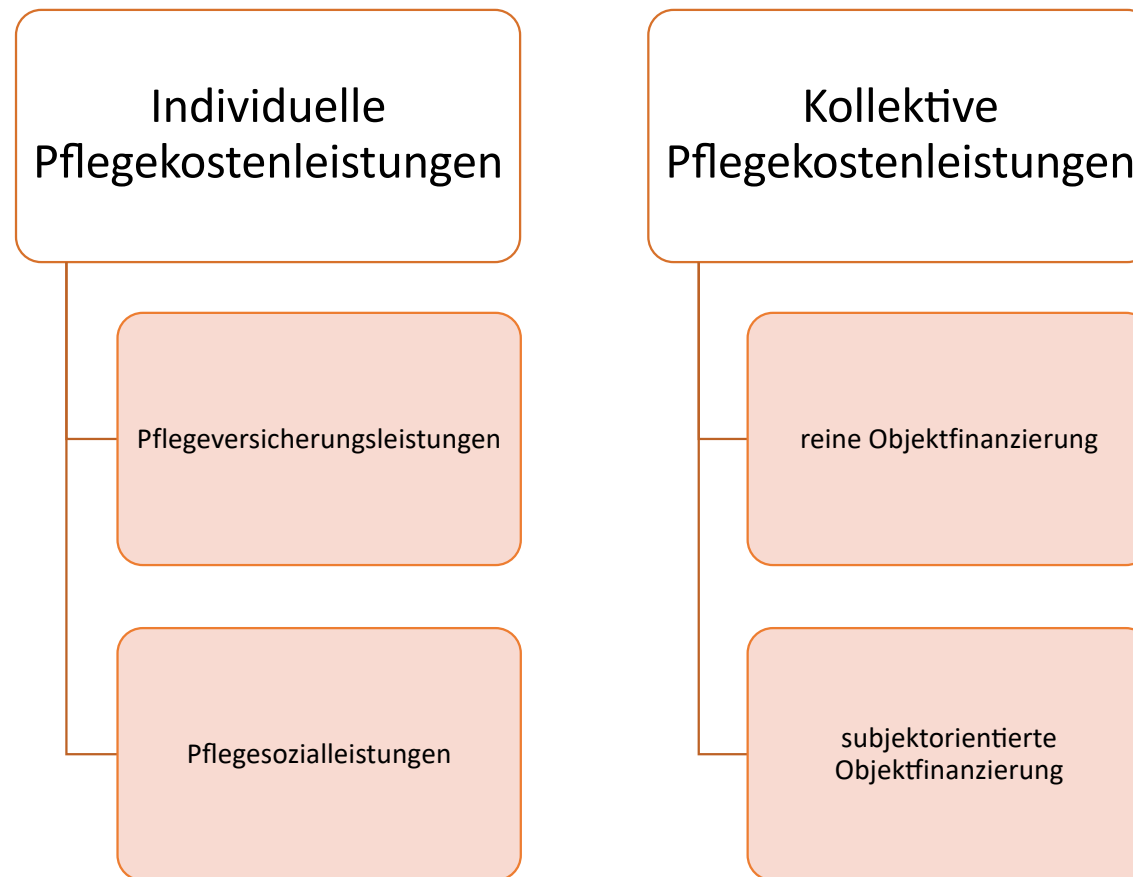 Individuelle
Pflegekostenleistungen
Pflegeversicherungsleistungen
Pflegesozialleistungen
Kollektive
Pflegekostenleistungen
reine Objektfinanzierung
subjektorientierte
Objektfinanzierung